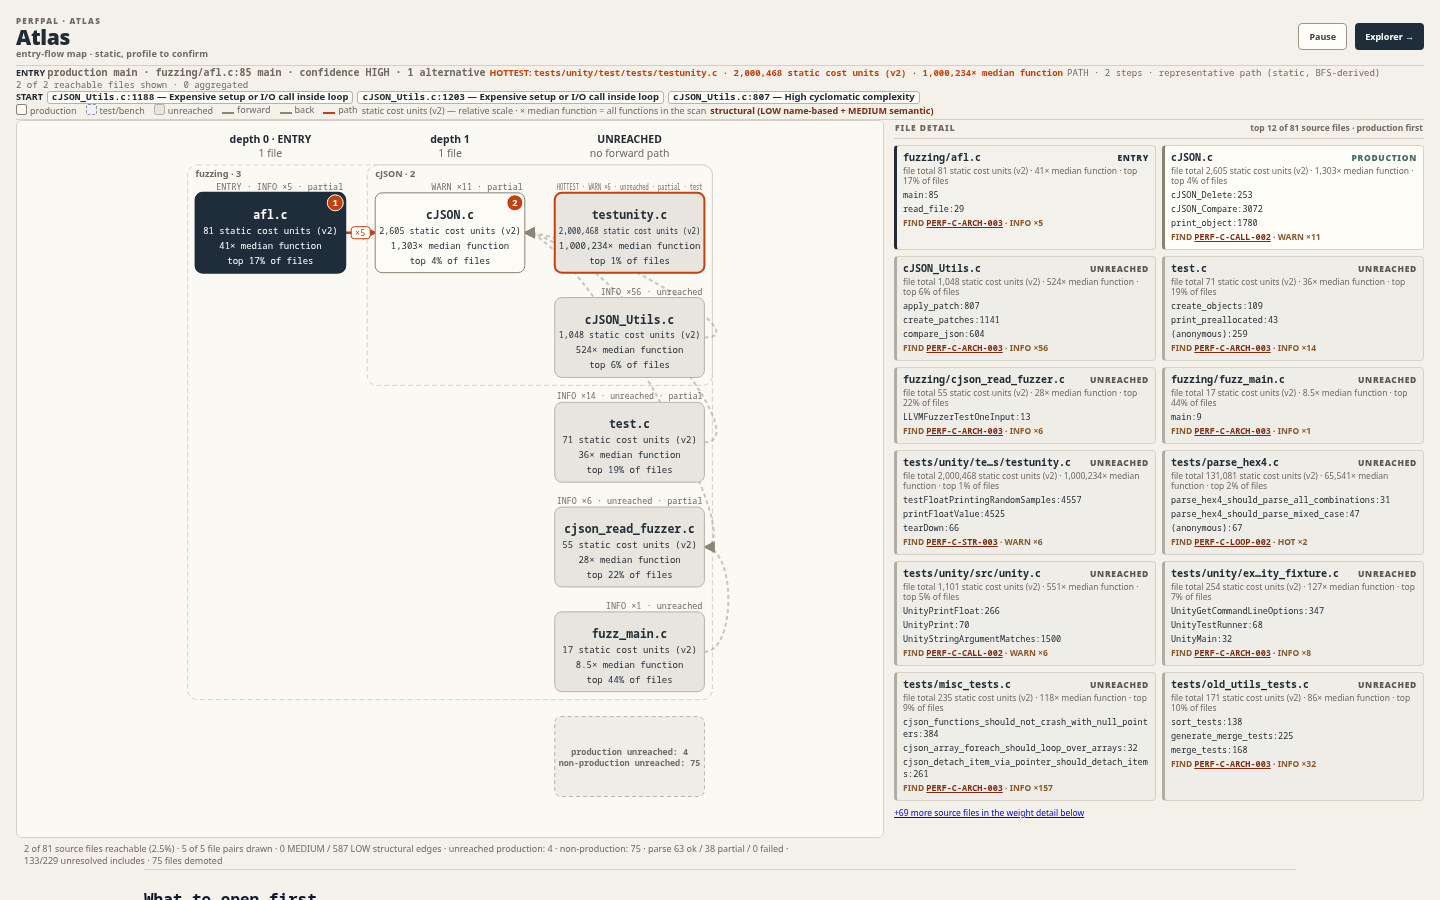 PERFPAL · ATLAS
Atlas
entry-flow map · static, profile to confirm
Pause
Explorer →
ENTRY production main · fuzzing/afl.c:85 main · confidence HIGH · 1 alternative HOTTEST: tests/unity/test/tests/testunity.c · 2,000,468 static cost units (v2) · 1,000,234× median function PATH · 2 steps · representative path (static, BFS-derived)
2 of 2 reachable files shown · 0 aggregated
START cJSON_Utils.c:1188 — Expensive setup or I/O call inside loop cJSON_Utils.c:1203 — Expensive setup or I/O call inside loop cJSON_Utils.c:807 — High cyclomatic complexity
production test/bench unreached forward back path static cost units (v2) — relative scale · × median function = all functions in the scan structural (LOW name-based + MEDIUM semantic)
depth 0 · ENTRY
1 file
depth 1
1 file
UNREACHED
no forward path
fuzzing · 3
cJSON · 2
ENTRY · INFO ×5 · partial
1
afl.c
81 static cost units (v2)
41× median function
top 17% of files
×5
WARN ×11 · partial
2
cJSON.c
2,605 static cost units (v2)
1,303× median function
top 4% of files
HOTTEST · WARN ×6 · unreached · partial · test
testunity.c
2,000,468 static cost units (v2)
1,000,234× median function
top 1% of files
INFO ×56 · unreached
cJSON_Utils.c
1,048 static cost units (v2)
524× median function
top 6% of files
INFO ×14 · unreached · partial
test.c
71 static cost units (v2)
36× median function
top 19% of files
INFO ×6 · unreached · partial
cjson_read_fuzzer.c
55 static cost units (v2)
28× median function
top 22% of files
INFO ×1 · unreached
fuzz_main.c
17 static cost units (v2)
8.5× median function
top 44% of files
production unreached: 4
non-production unreached: 75
2 of 81 source files reachable (2.5%) · 5 of 5 file pairs drawn · 0 MEDIUM / 587 LOW structural edges · unreached production: 4 · non-production: 75 · parse 63 ok / 38 partial / 0 failed ·
133/229 unresolved includes · 75 files demoted
FILE DETAIL
top 12 of 81 source files · production first
fuzzing/afl.c ENTRY
file total 81 static cost units (v2) · 41× median function · top
17% of files
main:85
read_file:29
FIND PERF-C-ARCH-003 · INFO ×5
cJSON.c PRODUCTION
file total 2,605 static cost units (v2) · 1,303× median function ·
top 4% of files
cJSON_Delete:253
cJSON_Compare:3072
print_object:1780
FIND PERF-C-CALL-002 · WARN ×11
cJSON_Utils.c UNREACHED
file total 1,048 static cost units (v2) · 524× median function ·
top 6% of files
apply_patch:807
create_patches:1141
compare_json:604
FIND PERF-C-ARCH-003 · INFO ×56
test.c UNREACHED
file total 71 static cost units (v2) · 36× median function · top
19% of files
create_objects:109
print_preallocated:43
(anonymous):259
FIND PERF-C-ARCH-003 · INFO ×14
fuzzing/cjson_read_fuzzer.c UNREACHED
file total 55 static cost units (v2) · 28× median function · top
22% of files
LLVMFuzzerTestOneInput:13
FIND PERF-C-ARCH-003 · INFO ×6
fuzzing/fuzz_main.c UNREACHED
file total 17 static cost units (v2) · 8.5× median function · top
44% of files
main:9
FIND PERF-C-ARCH-003 · INFO ×1
tests/unity/te…s/testunity.c UNREACHED
file total 2,000,468 static cost units (v2) · 1,000,234× median
function · top 1% of files
testFloatPrintingRandomSamples:4557
printFloatValue:4525
tearDown:66
FIND PERF-C-STR-003 · WARN ×6
tests/parse_hex4.c UNREACHED
file total 131,081 static cost units (v2) · 65,541× median
function · top 2% of files
parse_hex4_should_parse_all_combinations:31
parse_hex4_should_parse_mixed_case:47
(anonymous):67
FIND PERF-C-LOOP-002 · HOT ×2
tests/unity/src/unity.c UNREACHED
file total 1,101 static cost units (v2) · 551× median function ·
top 5% of files
UnityPrintFloat:266
UnityPrint:70
UnityStringArgumentMatches:1500
FIND PERF-C-CALL-002 · WARN ×6
tests/unity/ex…ity_fixture.c UNREACHED
file total 254 static cost units (v2) · 127× median function · top
7% of files
UnityGetCommandLineOptions:347
UnityTestRunner:68
UnityMain:32
FIND PERF-C-ARCH-003 · INFO ×8
tests/misc_tests.c UNREACHED
file total 235 static cost units (v2) · 118× median function · top
9% of files
cjson_functions_should_not_crash_with_null_point
ers:384
cjson_array_foreach_should_loop_over_arrays:32
cjson_detach_item_via_pointer_should_detach_item
s:261
FIND PERF-C-ARCH-003 · INFO ×157
tests/old_utils_tests.c UNREACHED
file total 171 static cost units (v2) · 86× median function · top
10% of files
sort_tests:138
generate_merge_tests:225
merge_tests:168
FIND PERF-C-ARCH-003 · INFO ×32
+69 more source files in the weight detail below
What to open first